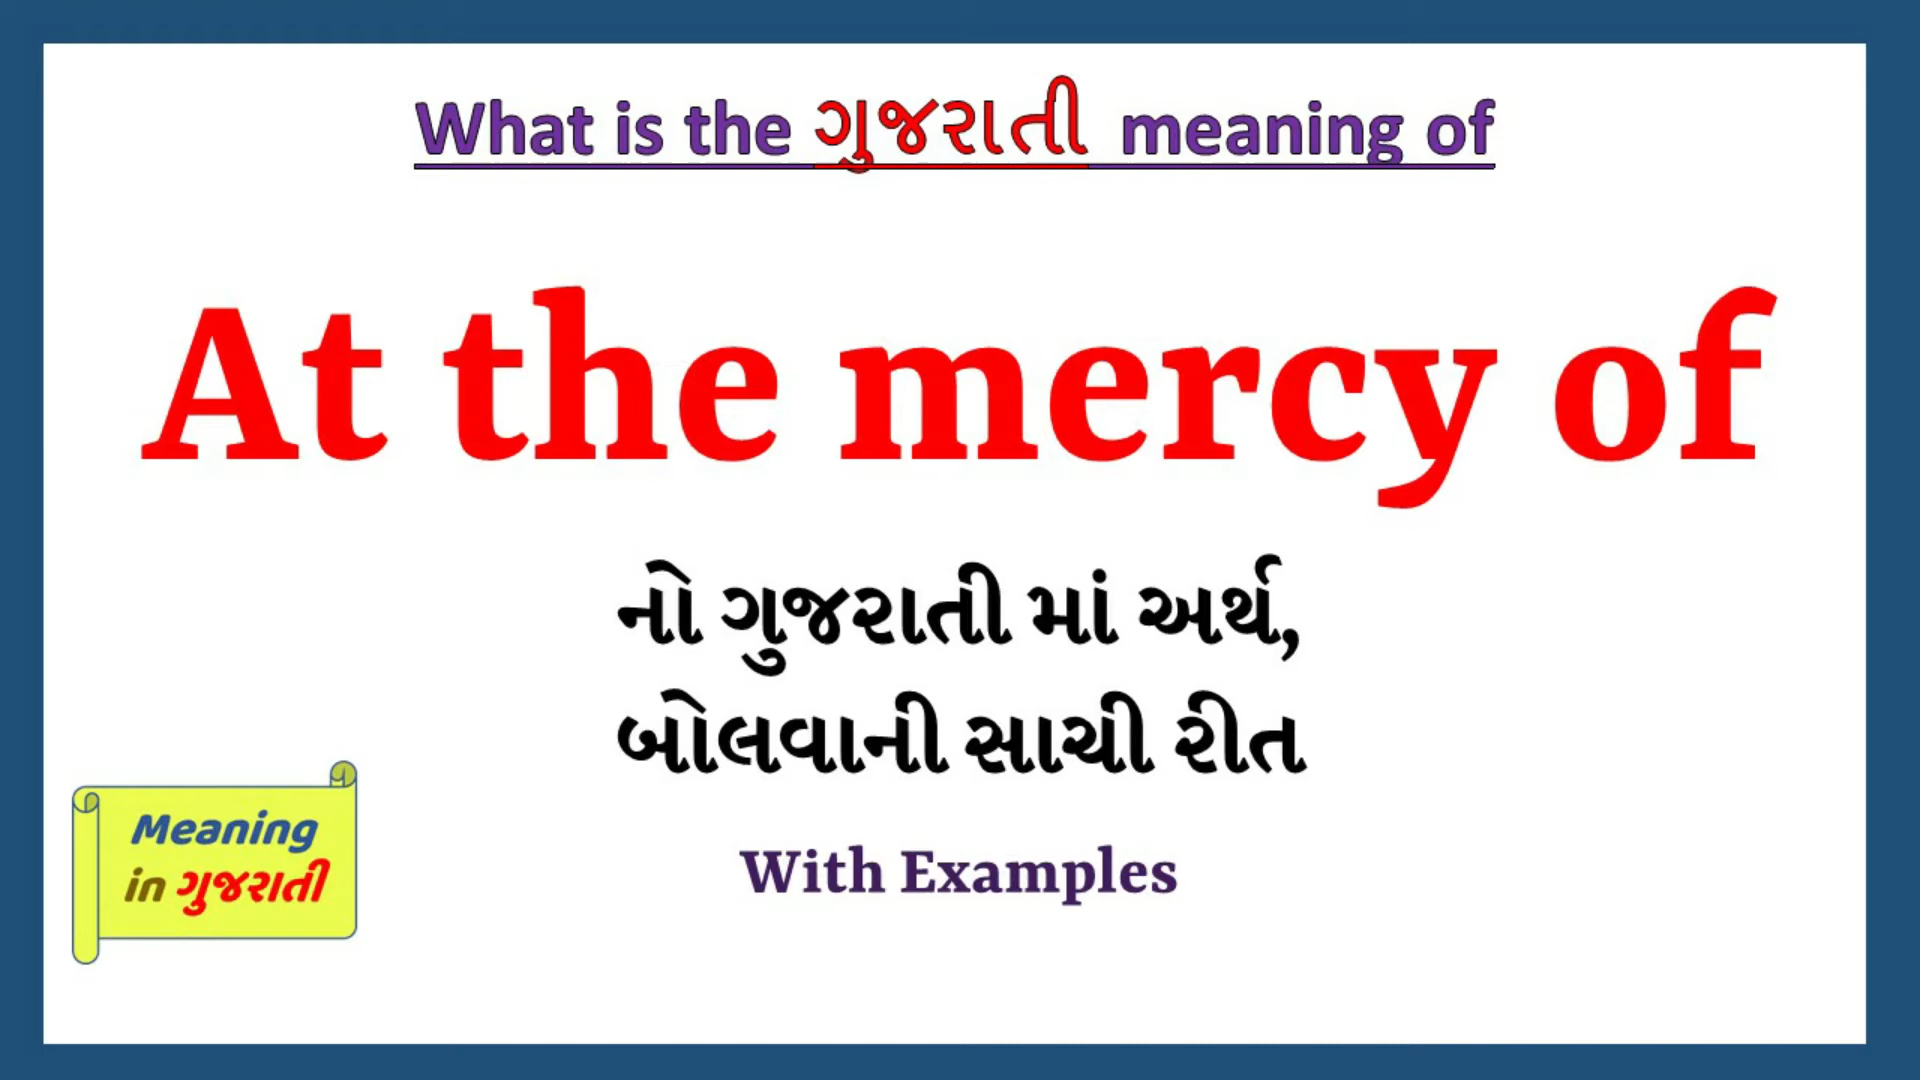 What is the ગુજરાતી meaning of
At the mercy of
નો ગુજરાતી માં અર્થ,
બોલવાની સાચી રીત
Meaning
in ગુજરાતી
With Examples